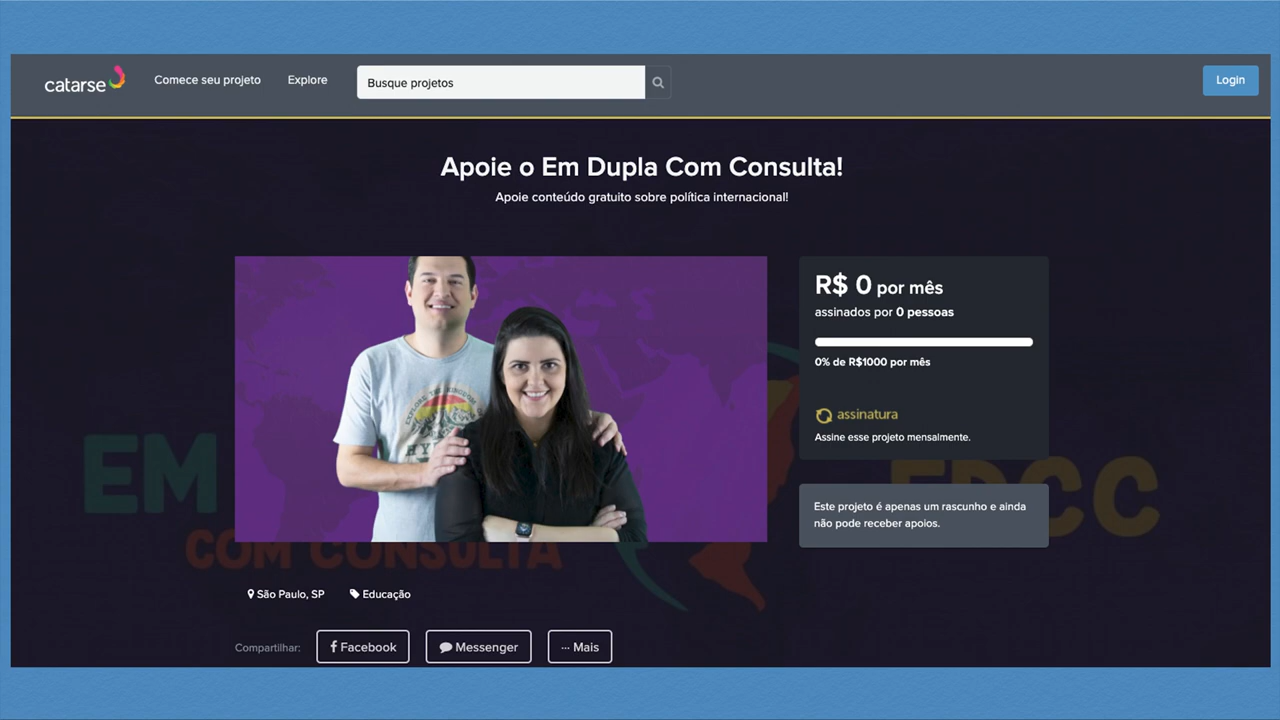 catarse
Comece seu projeto
Explore
Busque projetos
Login
Apoie o Em Dupla Com Consulta!
Apoie conteúdo gratuito sobre política internacional!
R$ 0 por mês
assinados por 0 pessoas
0% de R$1000 por mês
assinatura
Assine esse projeto mensalmente.
Este projeto é apenas um rascunho e ainda
não pode receber apoios.
EM
COM CONSULTA
EDCC
São Paulo, SP
Educação
Compartilhar:
Facebook
Messenger
··· Mais